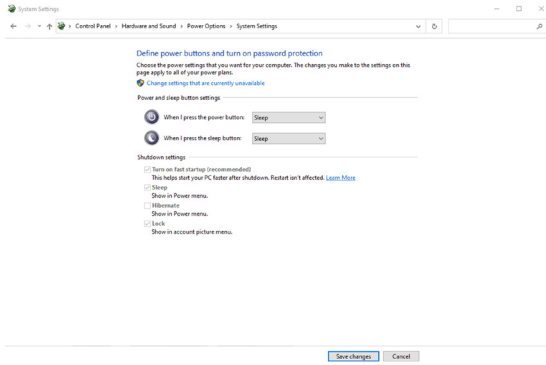 System Settings
Control Panel > Hardware and Sound > Power Options > System Settings
Define power buttons and turn on password protection
Choose the power settings that you want for your computer. The changes you make to the settings on this
page apply to all of your power plans.
Change settings that are currently unavailable
Power and sleep button settings
When I press the power button: Sleep
When I press the sleep button: Sleep
Shutdown settings
Turn on fast startup (recommended)
This helps start your PC faster after shutdown. Restart isn't affected. Learn More
Sleep
Show in Power menu.
Hibernate
Show in Power menu.
Lock
Show in account picture menu.
Save changes Cancel